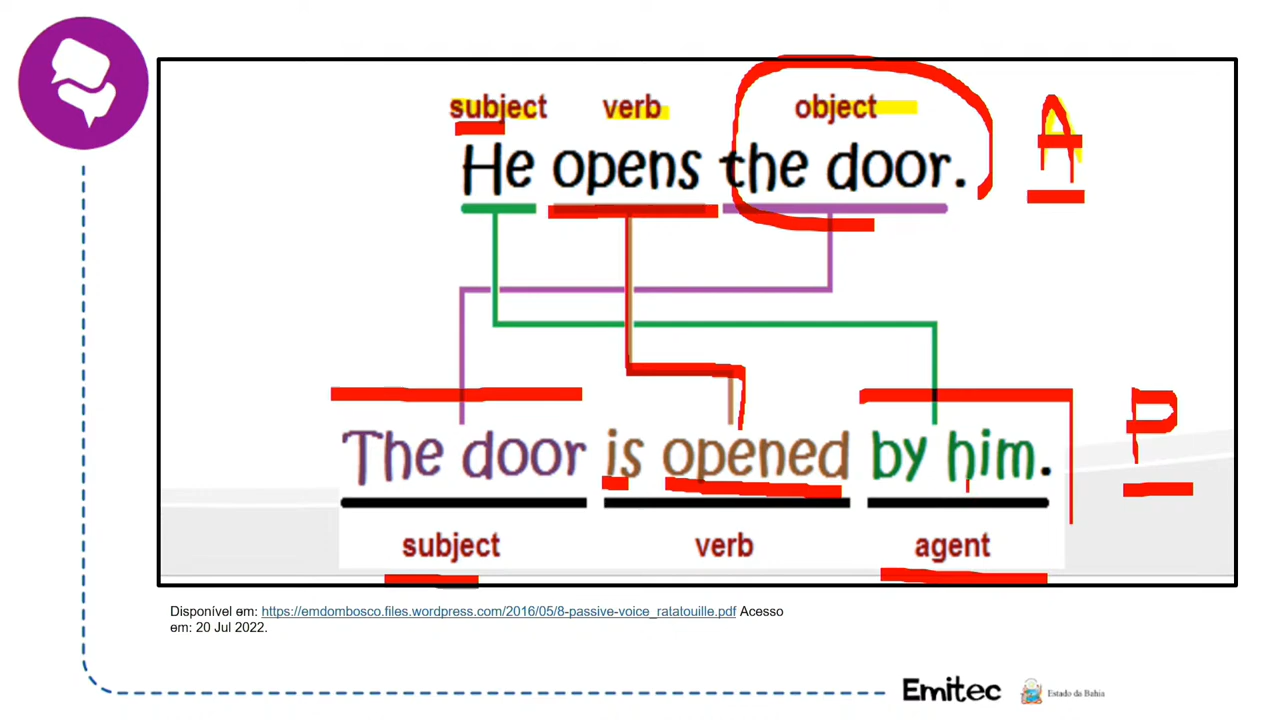 subject verb object
He opens the door.
A
The door is opened by him.
P
subject verb agent
Disponível em: https://emdombosco.files.wordpress.com/2016/05/8-passive-voice_ratatouille.pdf Acesso
em: 20 Jul 2022.
Emitec Estado da Bahia